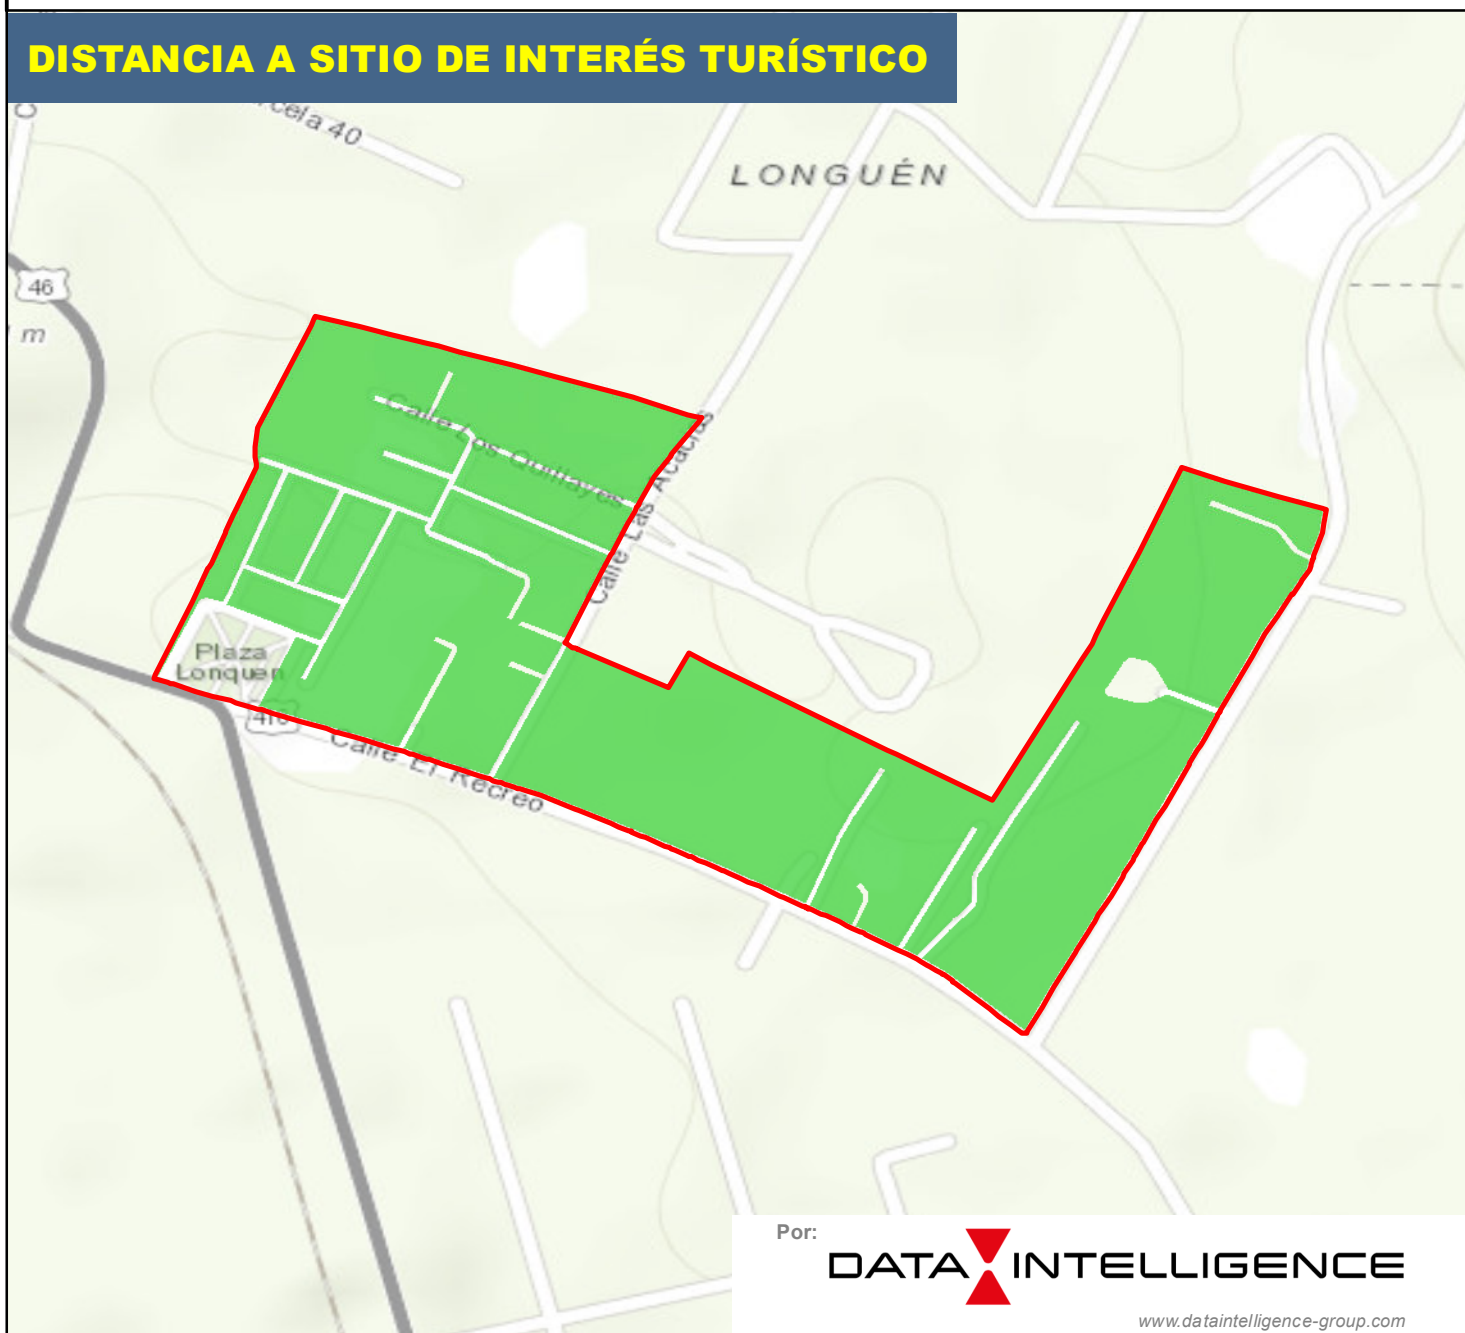 DISTANCIA A SITIO DE INTERÉS TURÍSTICO
cela 40
LONGUÉN
46
m
Calle Los Quillayes
Calle Las Acacias
Plaza
Lonquen
Calle El Recreo
Por:
DATA INTELLIGENCE
www.dataintelligence-group.com